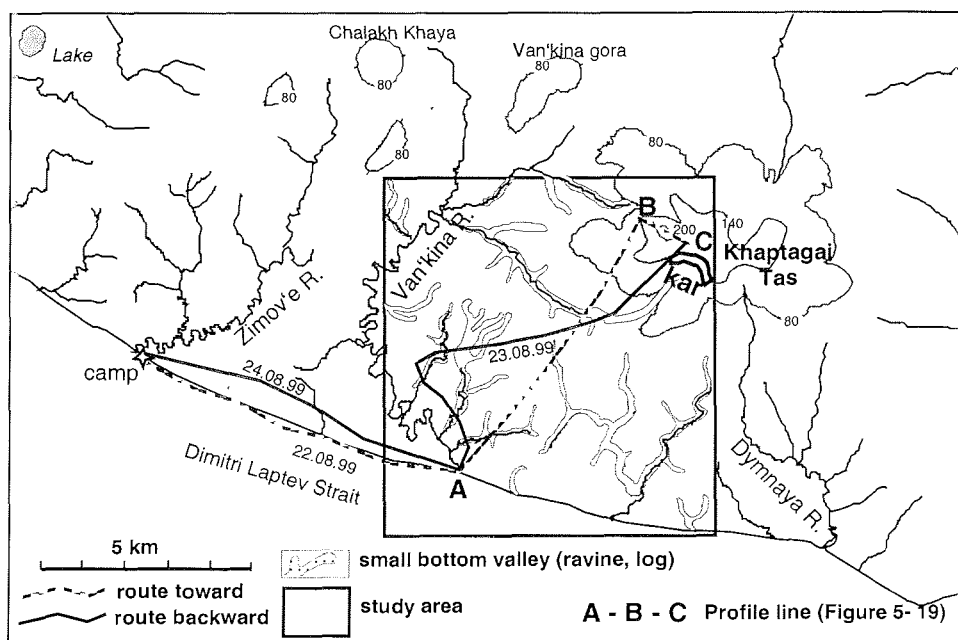 Chalakh Khaya
Van'kina gora
Lake
80
80
80
80
80
B
140
200
C
Khaptagai
Tas
kar
80
Van'kina R.
Zimov'e R.
23.08.99
camp
24.08.99
22.08.99
Dimitri Laptev Strait
A
Dymnaya R.
5 km
small bottom valley (ravine, log)
route toward
route backward
study area
A - B - C Profile line (Figure 5- 19)